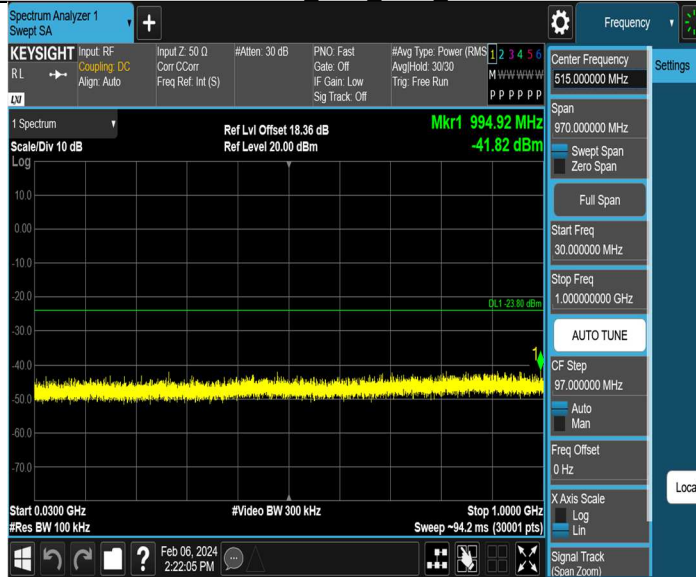 Spectrum Analyzer 1
Swept SA
+
Frequency
KEYSIGHT
RL
LXI
Input: RF
Coupling: DC
Align: Auto
Input Z: 50 Ω
Corr CCorr
Freq Ref: Int (S)
#Atten: 30 dB
PNO: Fast
Gate: Off
IF Gain: Low
Sig Track: Off
#Avg Type: Power (RMS
Avg|Hold: 30/30
Trig: Free Run
1 2 3 4 5 6
M W W W W W
P P P P P P
1 Spectrum
Scale/Div 10 dB
Log
Ref Lvl Offset 18.36 dB
Ref Level 20.00 dBm
Mkr1 994.92 MHz
-41.82 dBm
10.0
0.00
-10.0
-20.0
DL1 -23.80 dBm
-30.0
1
-40.0
-50.0
-60.0
-70.0
Start 0.0300 GHz
#Video BW 300 kHz
Stop 1.0000 GHz
#Res BW 100 kHz
Sweep ~94.2 ms (30001 pts)
?
Feb 06, 2024
2:22:05 PM
Center Frequency
515.000000 MHz
Settings
Span
970.000000 MHz
Swept Span
Zero Span
Full Span
Start Freq
30.000000 MHz
Stop Freq
1.000000000 GHz
AUTO TUNE
CF Step
97.000000 MHz
Auto
Man
Freq Offset
0 Hz
X Axis Scale
Log
Lin
Loca
Signal Track
(Span Zoom)